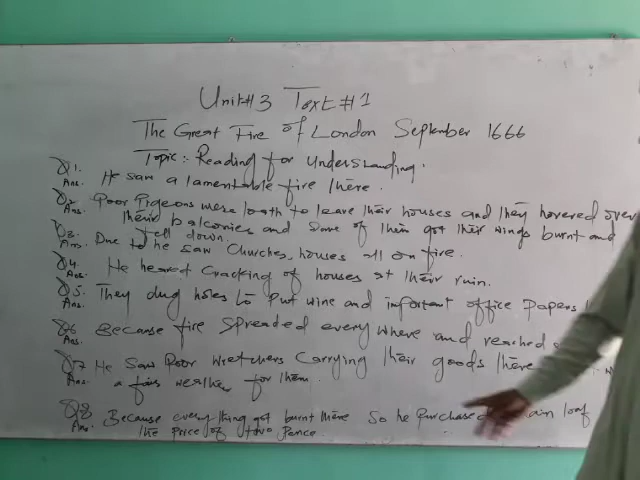 Unit#3 Text #1
The Great Fire of London September 1666
Topic:- Reading for Understanding.
Q1.
Ans. He saw a lamentable fire there.
Q2.
Ans. Poor Pigeons were loath to leave their houses and they hovered over
their balconies and some of them got their wings burnt and
fell down.
Q3.
Ans. Due to he saw Churches, houses all on fire.
Q4.
Ans. He heared Cracking of houses at their ruin.
Q5.
Ans. They dug holes to put wine and important office papers
Q6
Ans. Because fire Spreaded every where and reached
Q7
Ans. He Saw Poor wretchers Carrying their goods there
a for them.
Q8
Ans. Because everything got burnt there So he purchased loaf
the price of two Pence